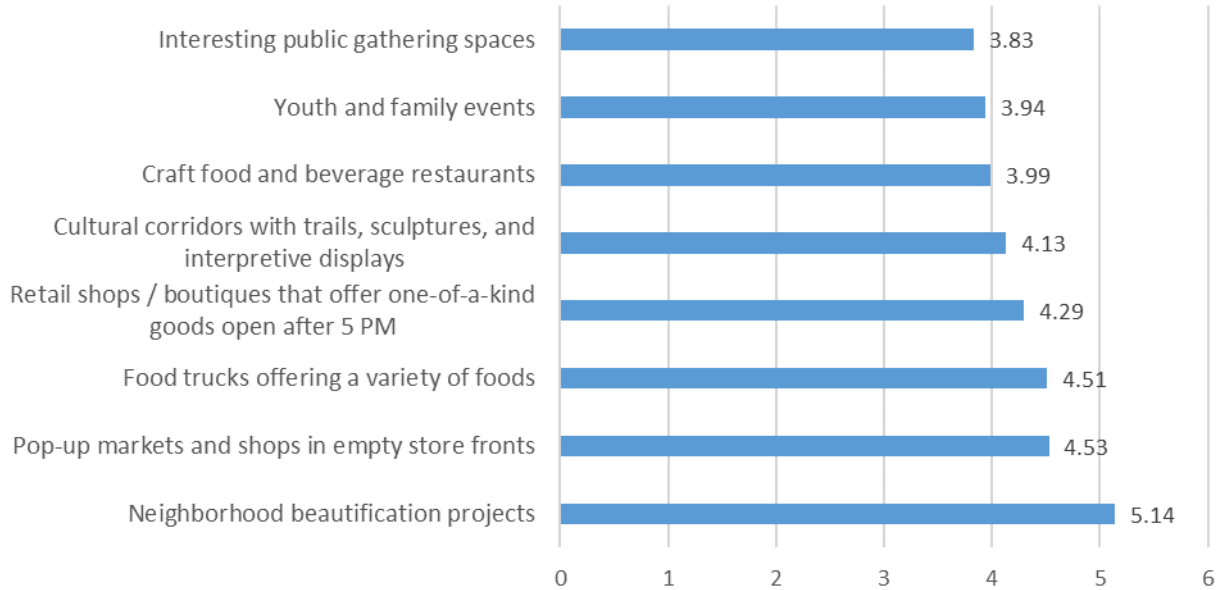 Interesting public gathering spaces
3.83
Youth and family events
3.94
Craft food and beverage restaurants
3.99
Cultural corridors with trails, sculptures, and
interpretive displays
4.13
Retail shops / boutiques that offer one-of-a-kind
goods open after 5 PM
4.29
Food trucks offering a variety of foods
4.51
Pop-up markets and shops in empty store fronts
4.53
Neighborhood beautification projects
5.14
0 1 2 3 4 5 6